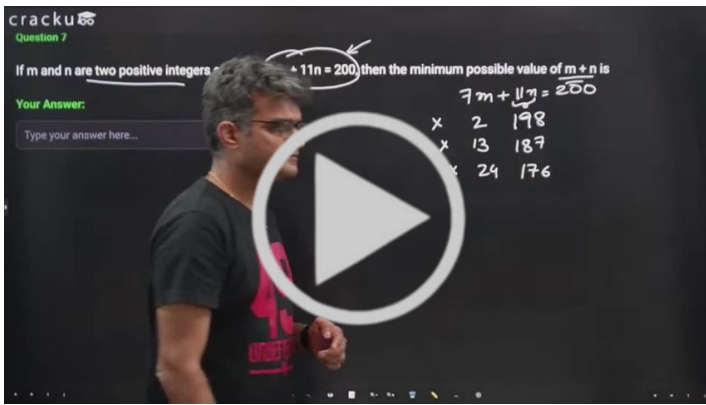 cracku
Question 7
If m and n are two positive integers + 11n = 200, then the minimum possible value of m + n is
7m + 11n = 200
Your Answer:
x 2 198
Type your answer here...
x 13 187
x 24 176
43